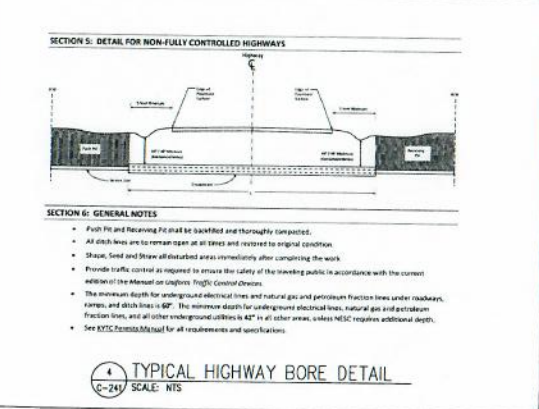 SECTION 5: DETAIL FOR NON-FULLY CONTROLLED HIGHWAYS
Highway
Edge of
Pavement
Surface
Edge of
Pavement
Surface
Push Pit
Receiving
Pit
Encasement
SECTION 6: GENERAL NOTES
• Push Pit and Receiving Pit shall be backfilled and thoroughly compacted.
• All ditch lines are to remain open at all times and restored to original condition
• Shape, Seed and Straw all disturbed areas immediately after completing the work
• Provide traffic control as required to ensure the safety of the traveling public in accordance with the current
edition of the Manual on Uniform Traffic Control Devices
• The minimum depth for underground electrical lines and natural gas and petroleum fraction lines under roadways,
ramps, and ditch lines is 60". The minimum depth for underground electrical lines, natural gas and petroleum
fraction lines, and all other underground utilities is 42" in all other areas, unless NESC requires additional depth.
• See KYTC Permits Manual for all requirements and specifications
4
C-241
TYPICAL HIGHWAY BORE DETAIL
SCALE: NTS